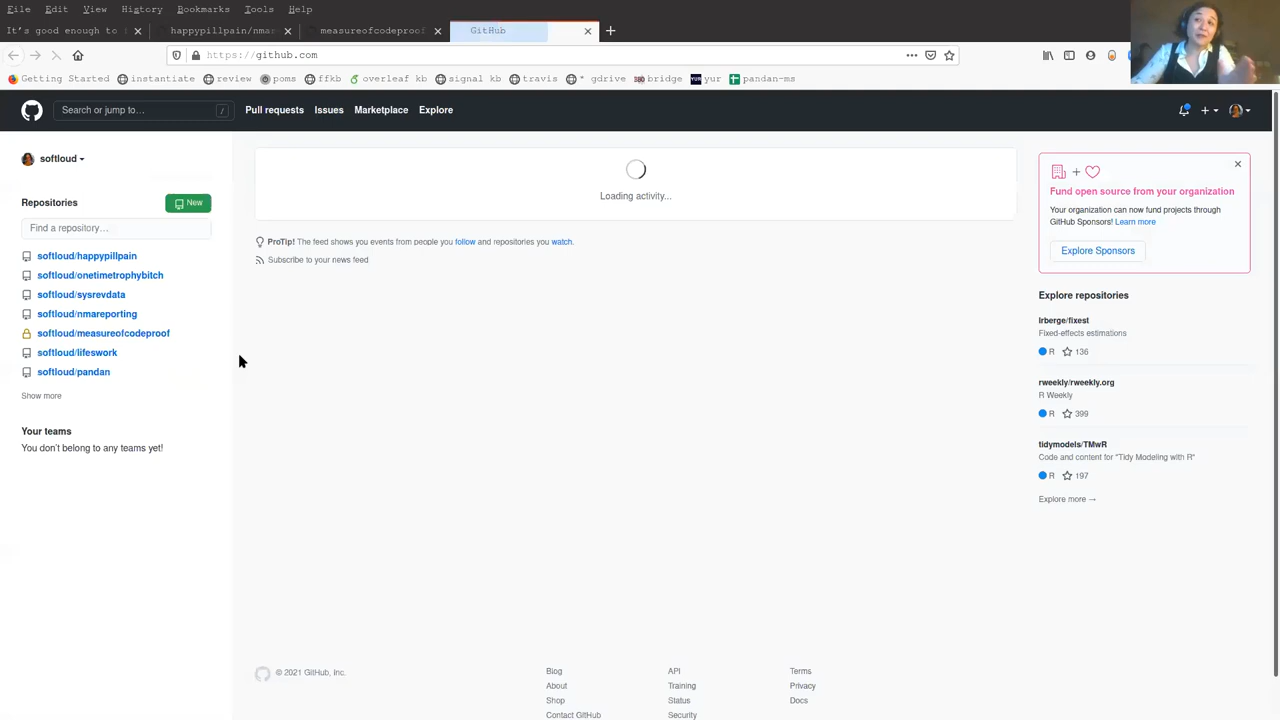 File Edit View History Bookmarks Tools Help
It's good enough to
happypillpain/nmar
measureofcodeproof
GitHub
https://github.com
Getting Started instantiate review poms ffkb overleaf kb signal kb travis * gdrive bridge yur pandan-ms
Search or jump to… /
Pull requests Issues Marketplace Explore
softloud
Repositories
New
Find a repository…
softloud/happypillpain
softloud/onetimetrophybitch
softloud/sysrevdata
softloud/nmareporting
softloud/measureofcodeproof
softloud/lifeswork
softloud/pandan
Show more
Your teams
You don't belong to any teams yet!
Loading activity...
ProTip! The feed shows you events from people you follow and repositories you watch.
Subscribe to your news feed
Fund open source from your organization
Your organization can now fund projects through
GitHub Sponsors! Learn more
Explore Sponsors
Explore repositories
lrberge/fixest
Fixed-effects estimations
R 136
rweekly/rweekly.org
R Weekly
R 399
tidymodels/TMwR
Code and content for "Tidy Modeling with R"
R 197
Explore more →
© 2021 GitHub, Inc.
Blog
About
Shop
Contact GitHub
API
Training
Status
Security
Terms
Privacy
Docs